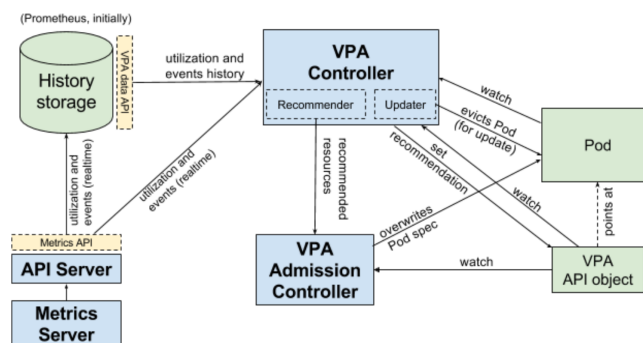 (Prometheus, initially)
History
storage
VPA data API
utilization and
events history
VPA
Controller
Recommender
Updater
watch
evicts Pod
(for update)
Pod
utilization and
events (realtime)
utilization and
events (realtime)
recommended
resources
set
recommendation
watch
points at
overwrites
Pod spec
Metrics API
API Server
Metrics
Server
VPA
Admission
Controller
watch
VPA
API object